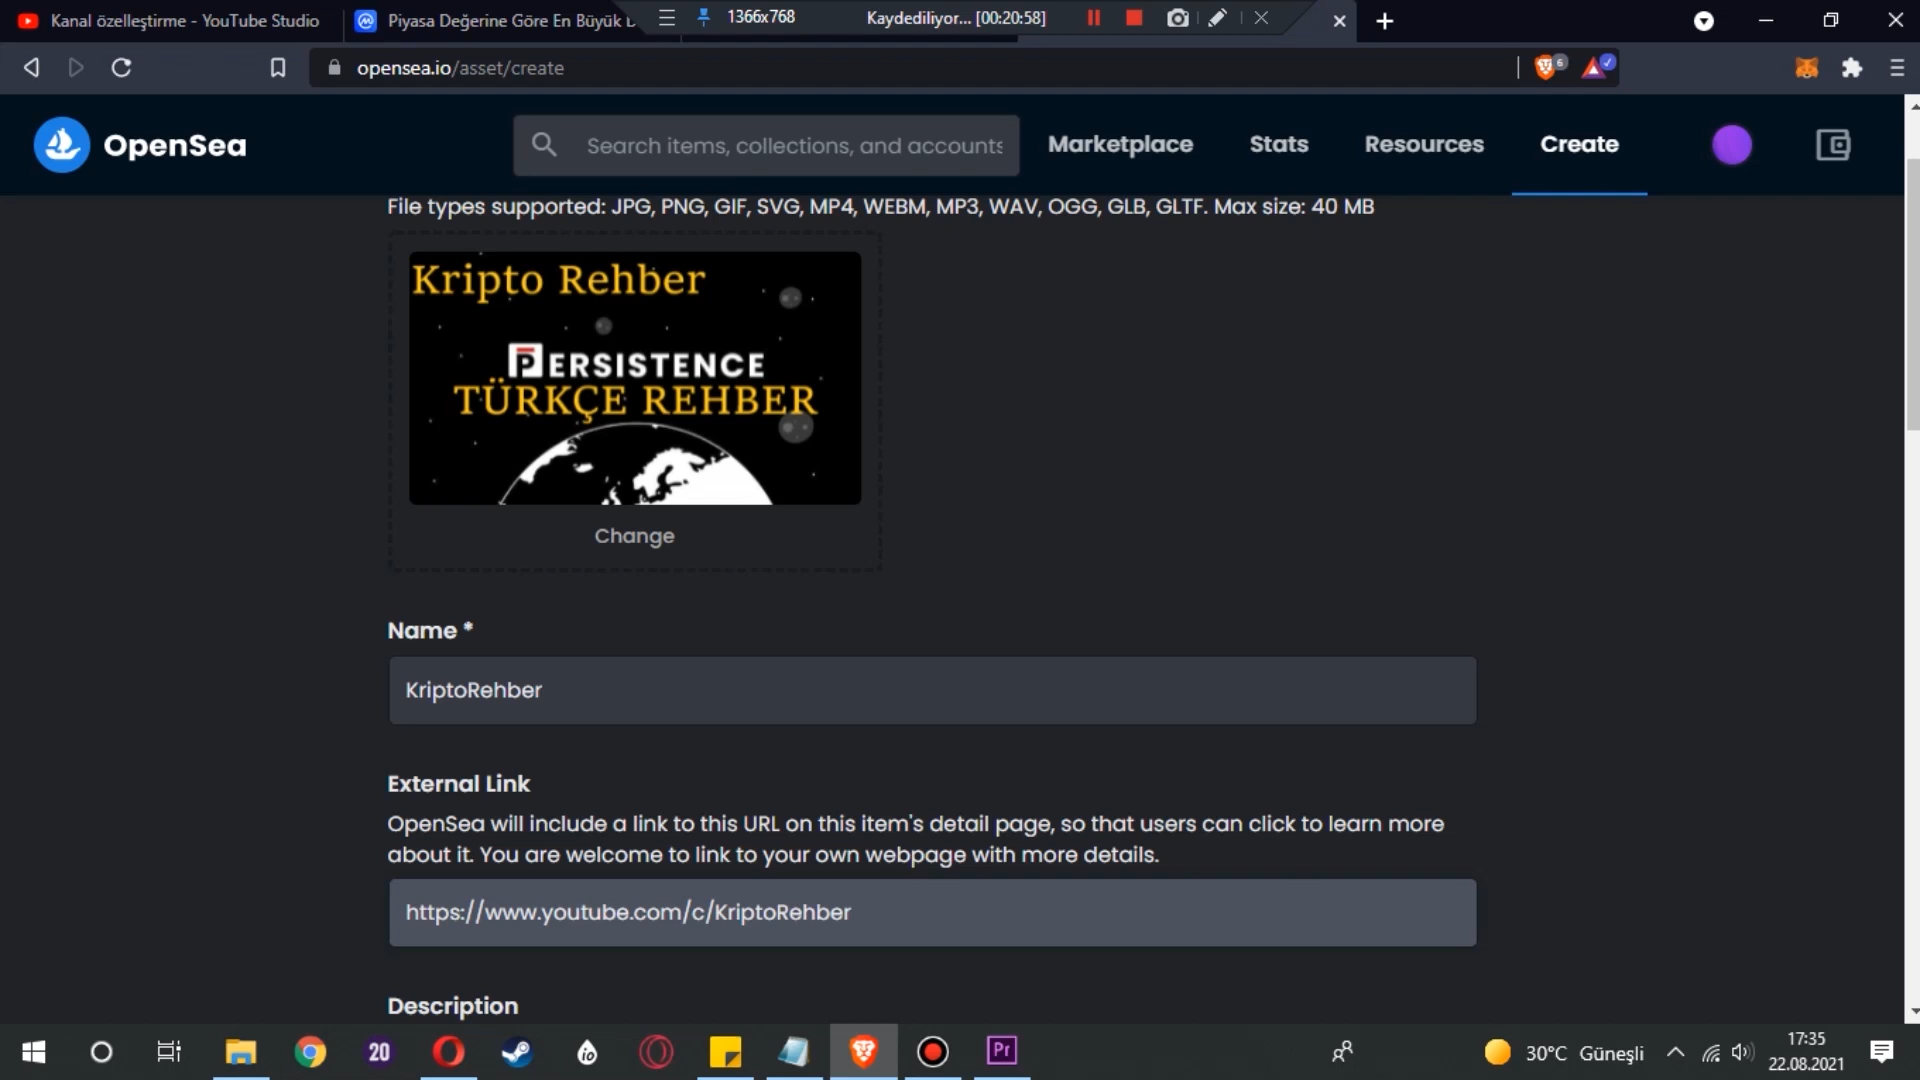 Kanal özelleştirme - YouTube Studio
Piyasa Değerine Göre En Büyük
1366x768
Kaydediliyor... [00:20:58]
opensea.io/asset/create
6
OpenSea
Search items, collections, and accounts
Marketplace
Stats
Resources
Create
File types supported: JPG, PNG, GIF, SVG, MP4, WEBM, MP3, WAV, OGG, GLB, GLTF. Max size: 40 MB
Kripto Rehber
PERSISTENCE
TÜRKÇE REHBER
Change
Name *
KriptoRehber
External Link
OpenSea will include a link to this URL on this item's detail page, so that users can click to learn more
about it. You are welcome to link to your own webpage with more details.
https://www.youtube.com/c/KriptoRehber
Description
20
io
Pr
30°C Güneşli
17:35
22.08.2021